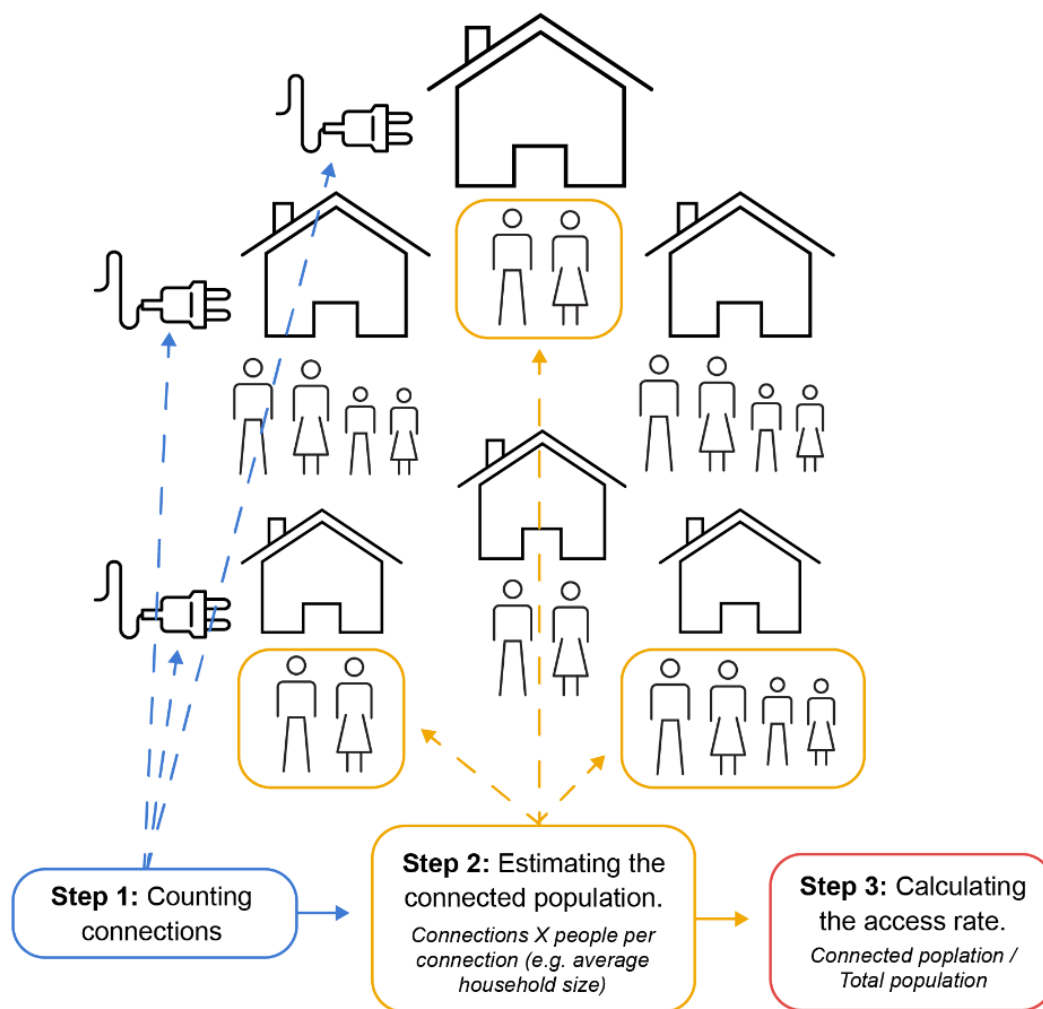 Step 1: Counting
connections
Step 2: Estimating the
connected population.
Connections X people per
connection (e.g. average
household size)
Step 3: Calculating
the access rate.
Connected poplation /
Total population